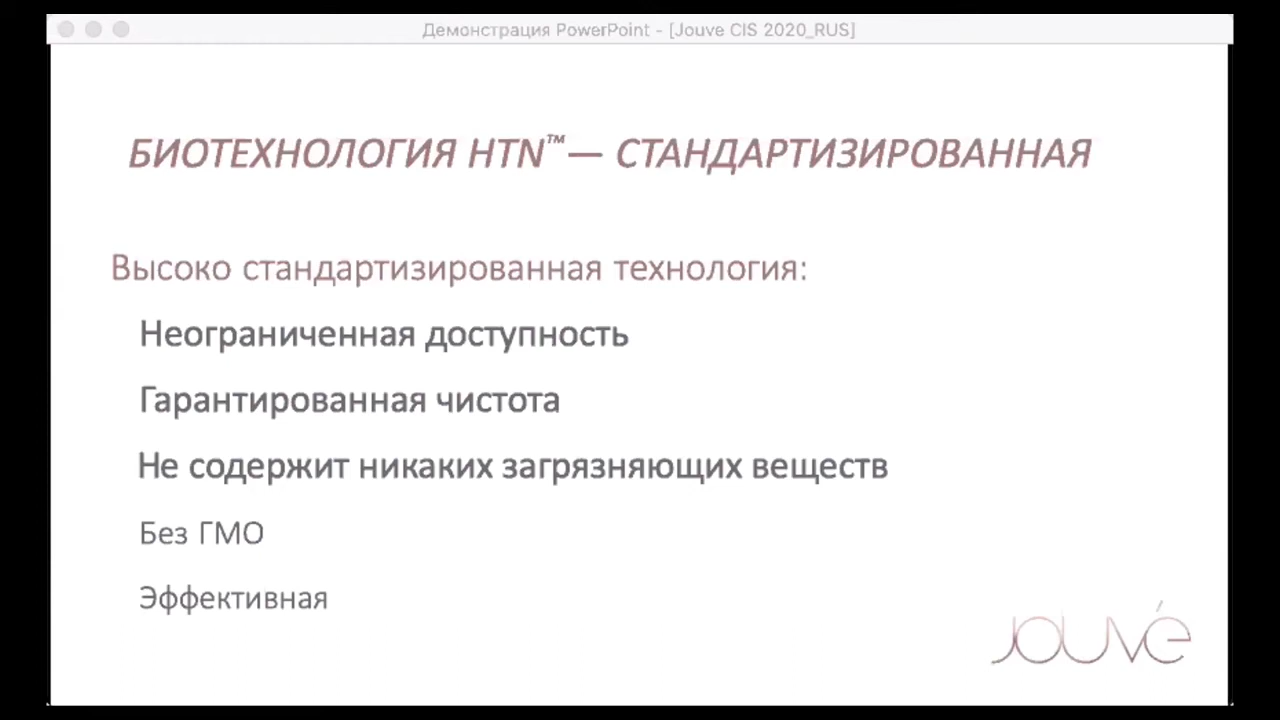 Демонстрация PowerPoint - [Jouve CIS 2020_RUS]
БИОТЕХНОЛОГИЯ HTN™— СТАНДАРТИЗИРОВАННАЯ
Высоко стандартизированная технология:
Неограниченная доступность
Гарантированная чистота
Не содержит никаких загрязняющих веществ
Без ГМО
Эффективная
Jouvé